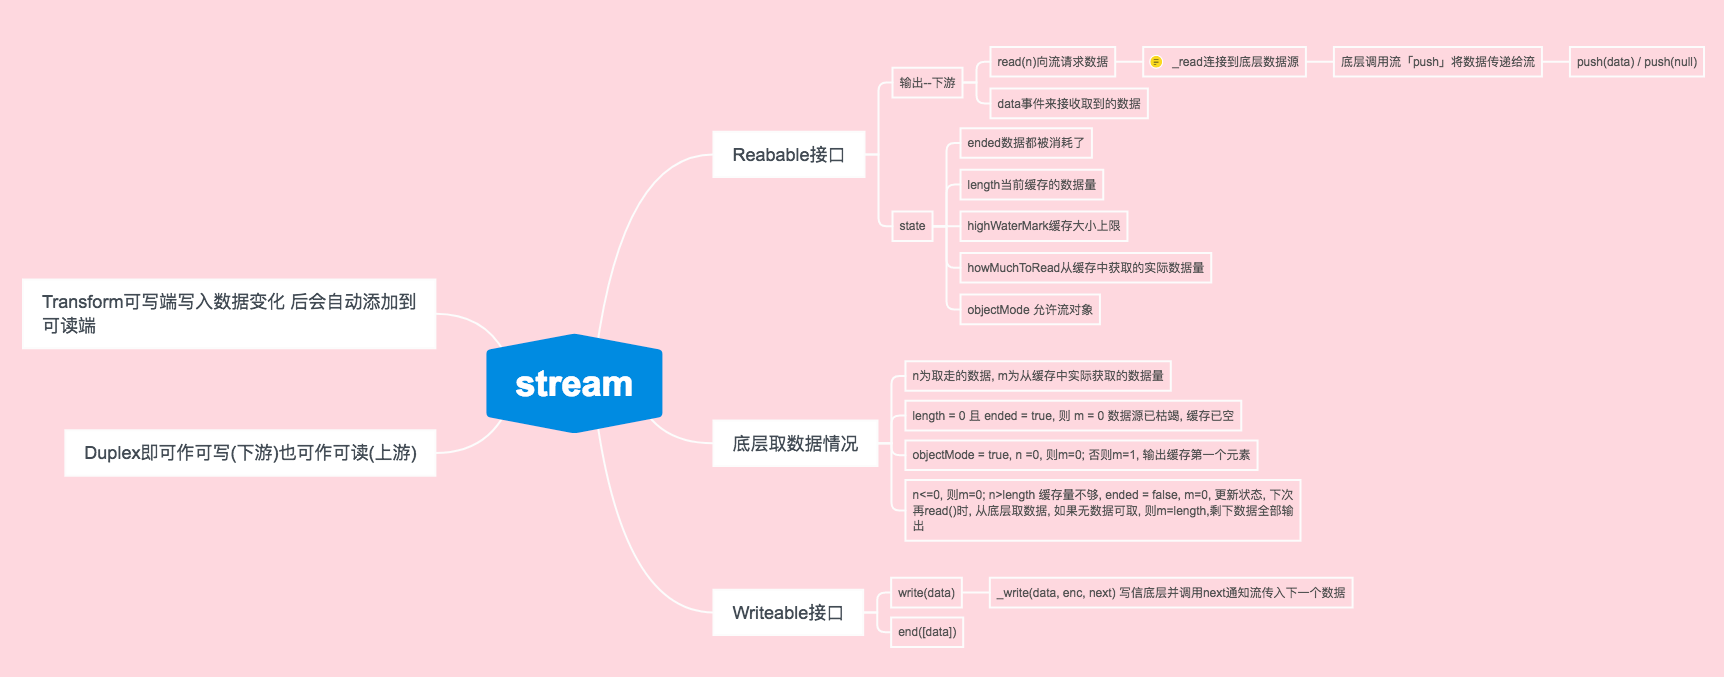 stream
Reabable接口
输出--下游
read(n)向流请求数据
_read连接到底层数据源
底层调用流「push」将数据传递给流
push(data) / push(null)
data事件来接收取到的数据
state
ended数据都被消耗了
length当前缓存的数据量
highWaterMark缓存大小上限
howMuchToRead从缓存中获取的实际数据量
objectMode 允许流对象
底层取数据情况
n为取走的数据, m为从缓存中实际获取的数据量
length = 0 且 ended = true, 则 m = 0 数据源已枯竭, 缓存已空
objectMode = true, n =0, 则m=0; 否则m=1, 输出缓存第一个元素
n<=0, 则m=0; n>length 缓存量不够, ended = false, m=0, 更新状态, 下次
再read()时, 从底层取数据, 如果无数据可取, 则m=length,剩下数据全部输
出
Writeable接口
write(data)
_write(data, enc, next) 写信底层并调用next通知流传入下一个数据
end([data])
Transform可写端写入数据变化 后会自动添加到
可读端
Duplex即可作可写(下游)也可作可读(上游)